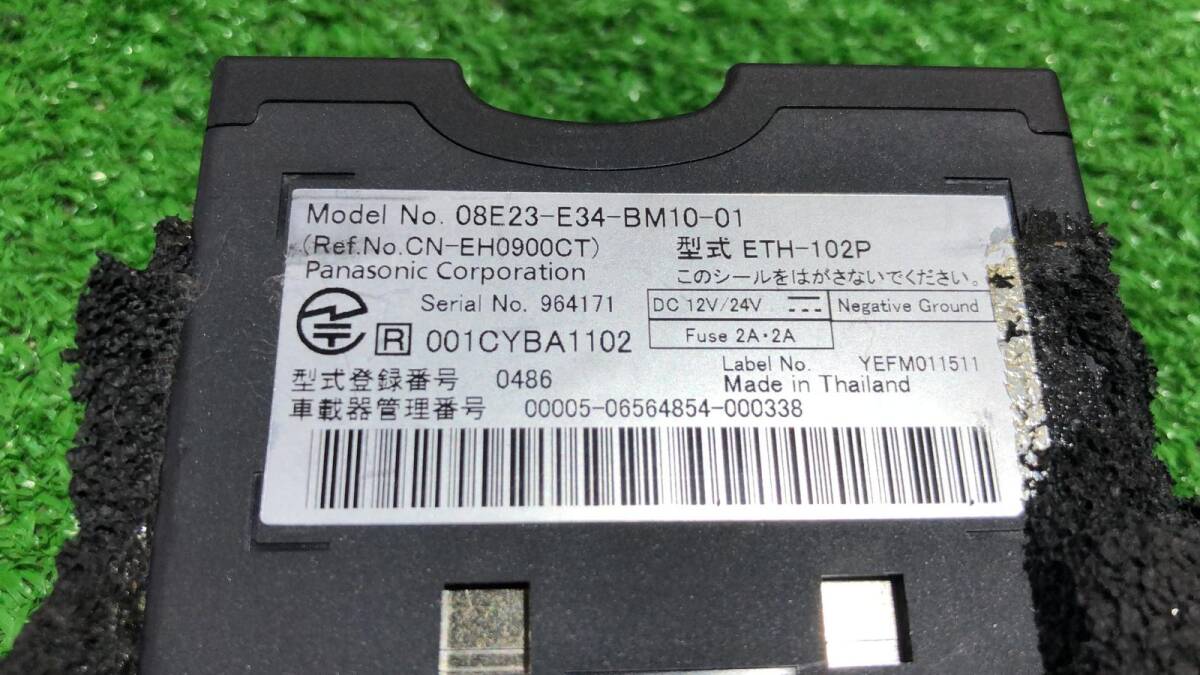 Model No. 08E23-E34-BM10-01
(Ref.No.CN-EH0900CT) 型式 ETH-102P
Panasonic Corporation このシールをはがさないでください。
Serial No. 964171 DC 12V/24V Negative Ground
R 001CYBA1102 Fuse 2A・2A
Label No. YEFM011511
型式登録番号 0486 Made in Thailand
車載器管理番号 00005-06564854-000338